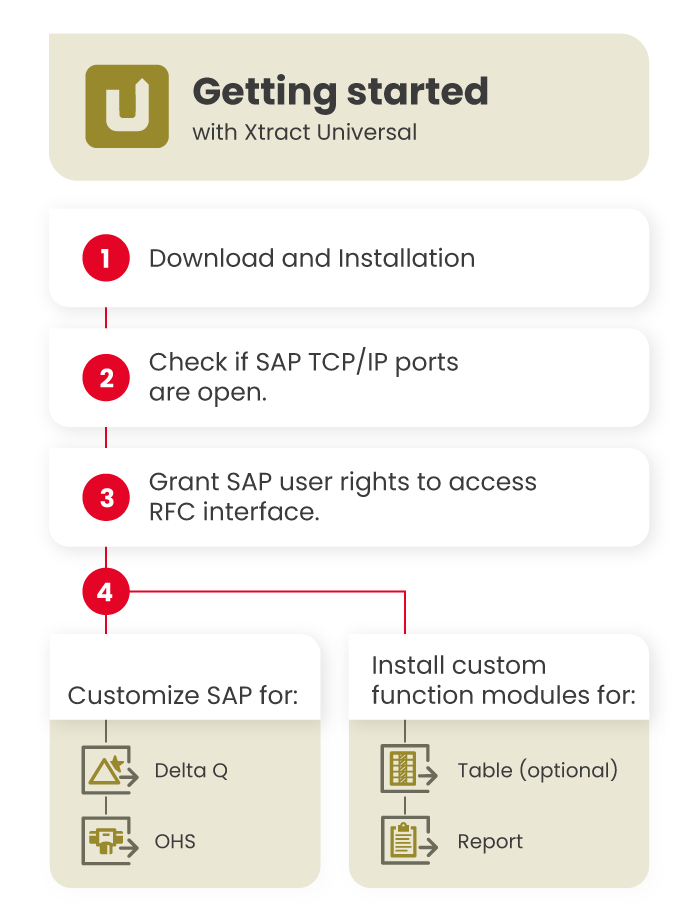 Getting started
with Xtract Universal
1
Download and Installation
2
Check if SAP TCP/IP ports
are open.
3
Grant SAP user rights to access
RFC interface.
4
Customize SAP for:
Delta Q
OHS
Install custom
function modules for:
Table (optional)
Report